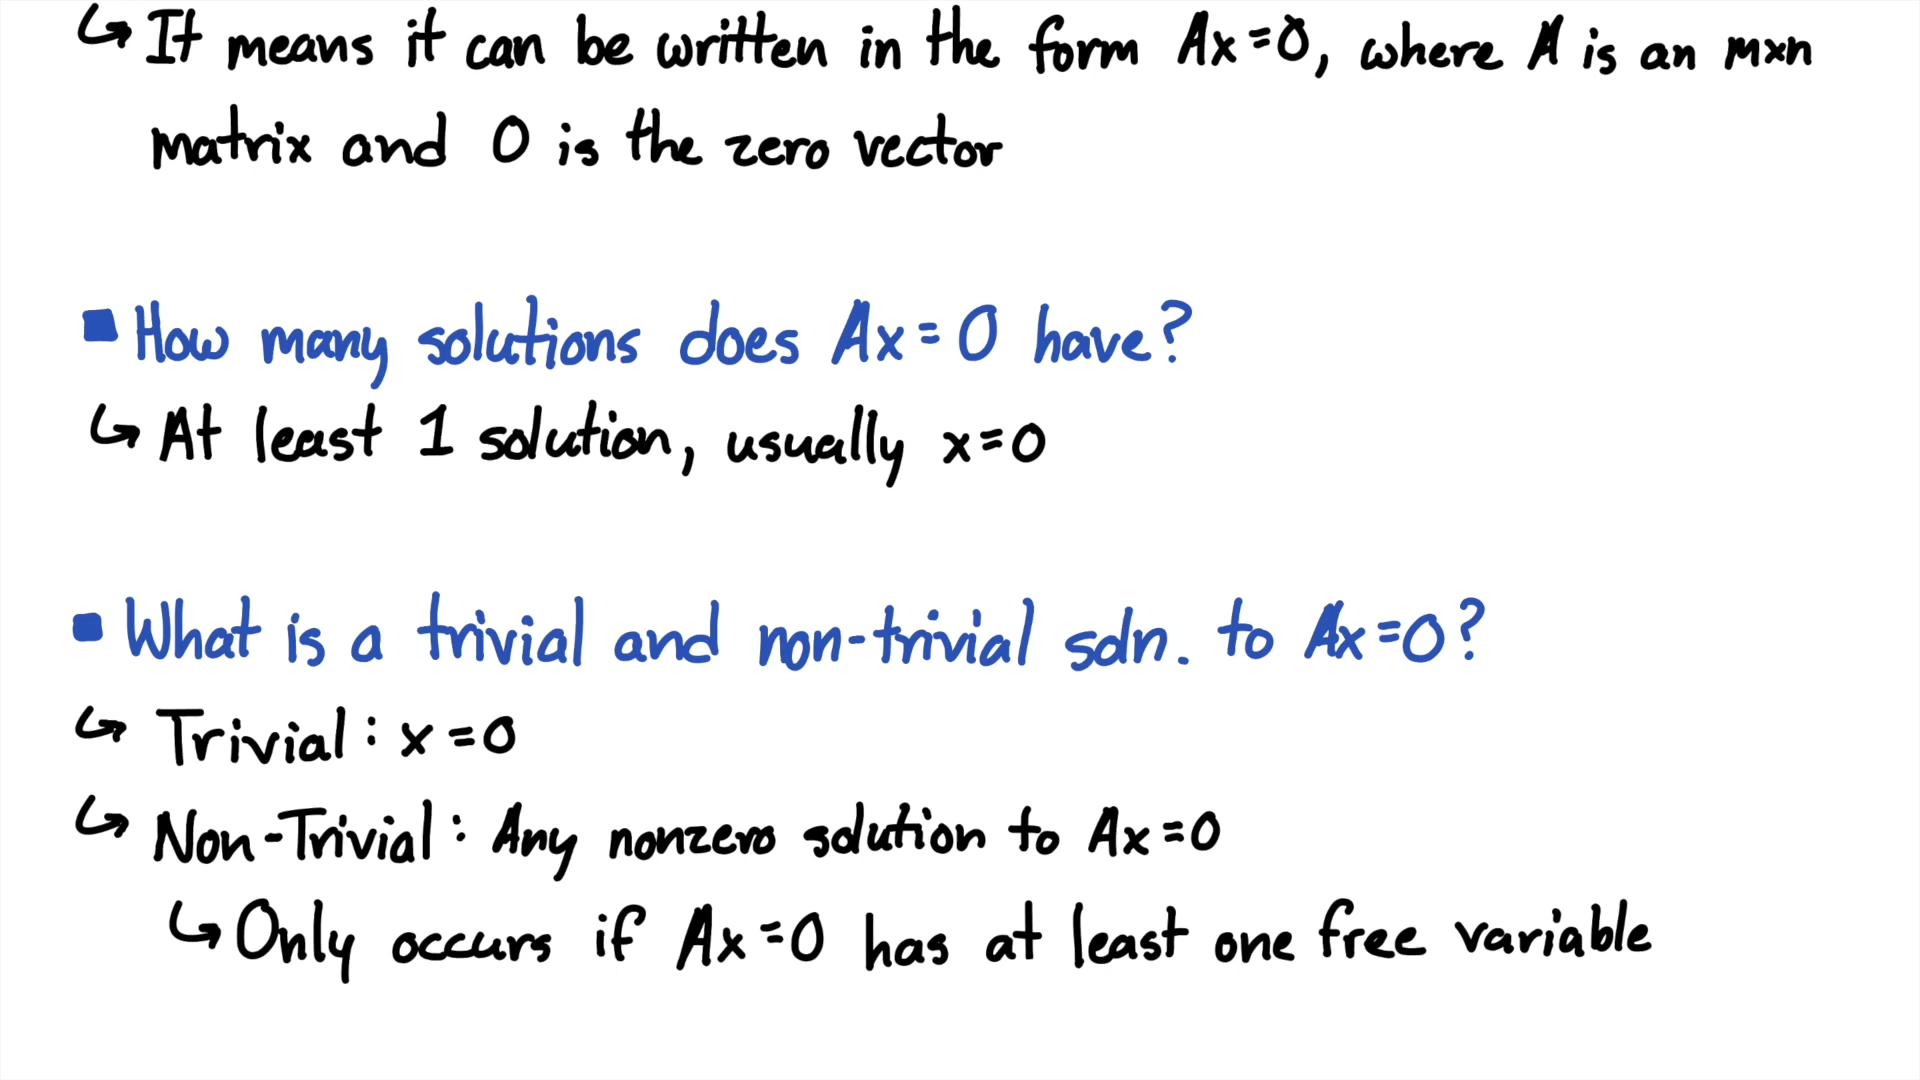 ↳ It means it can be written in the form Ax=0, where A is an mxn
matrix and 0 is the zero vector
■ How many solutions does Ax=0 have?
↳ At least 1 solution, usually x=0
■ What is a trivial and non-trivial soln. to Ax=0?
↳ Trivial: x=0
↳ Non-Trivial: Any nonzero solution to Ax=0
↳ Only occurs if Ax=0 has at least one free variable